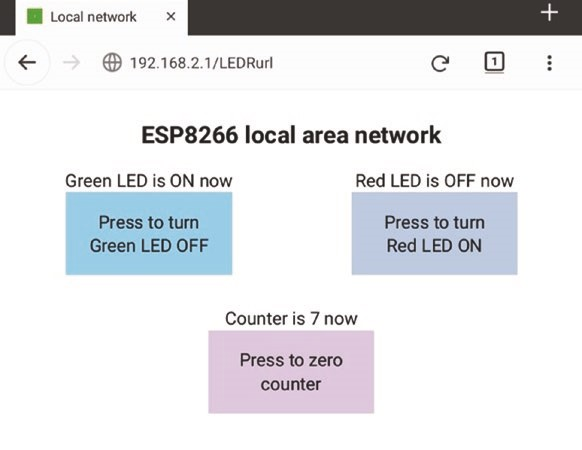 Local network
192.168.2.1/LEDRurl
1
ESP8266 local area network
Green LED is ON now
Red LED is OFF now
Press to turn
Green LED OFF
Press to turn
Red LED ON
Counter is 7 now
Press to zero
counter